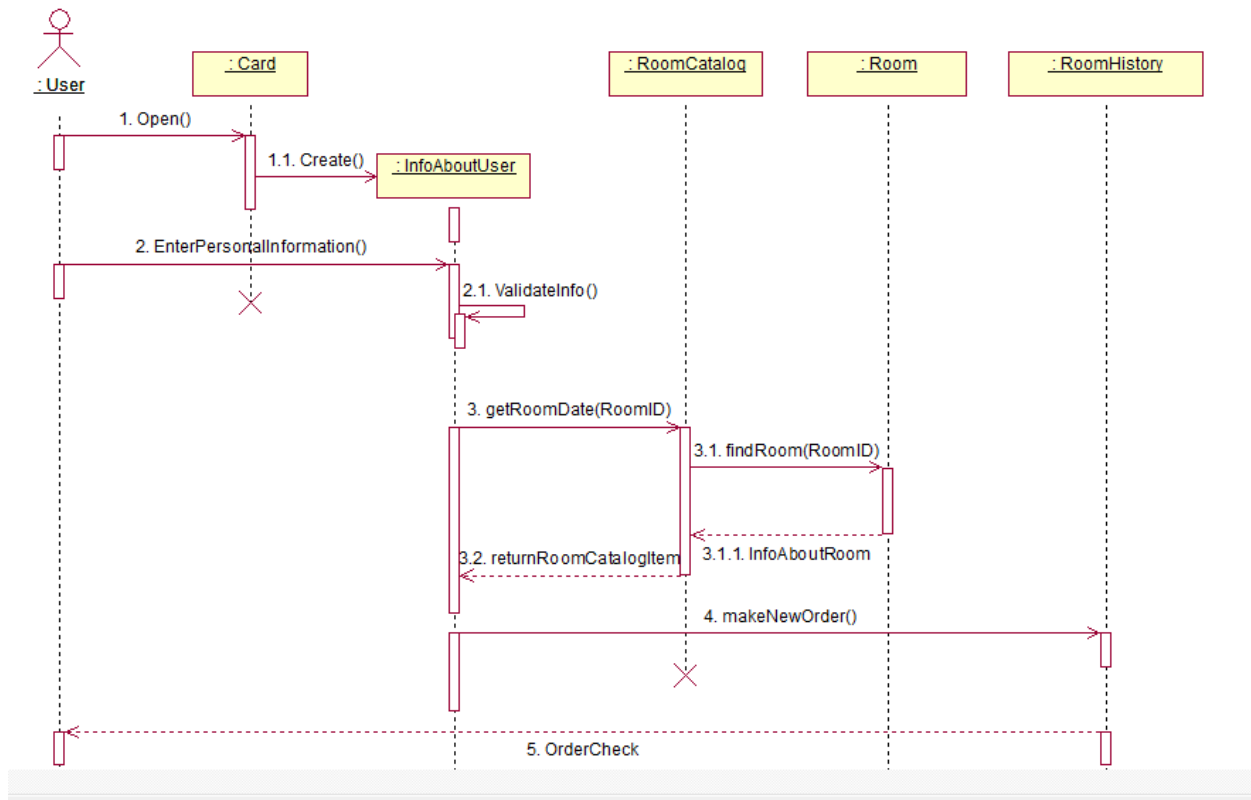 : User
: Card
: RoomCatalog
: Room
: RoomHistory
1. Open()
1.1. Create()
: InfoAboutUser
2. EnterPersonalInformation()
2.1. ValidateInfo()
3. getRoomDate(RoomID)
3.1. findRoom(RoomID)
3.1.1. InfoAboutRoom
3.2. returnRoomCatalogItem
4. makeNewOrder()
5. OrderCheck